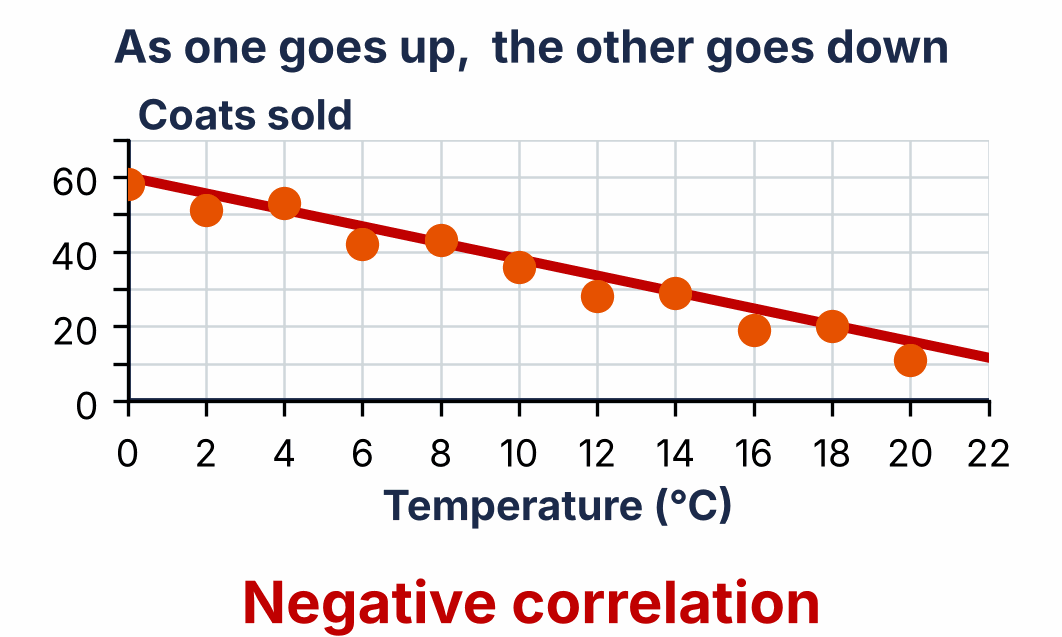 As one goes up, the other goes down
Coats sold
60
40
20
0
0 2 4 6 8 10 12 14 16 18 20 22
Temperature (°C)
Negative correlation